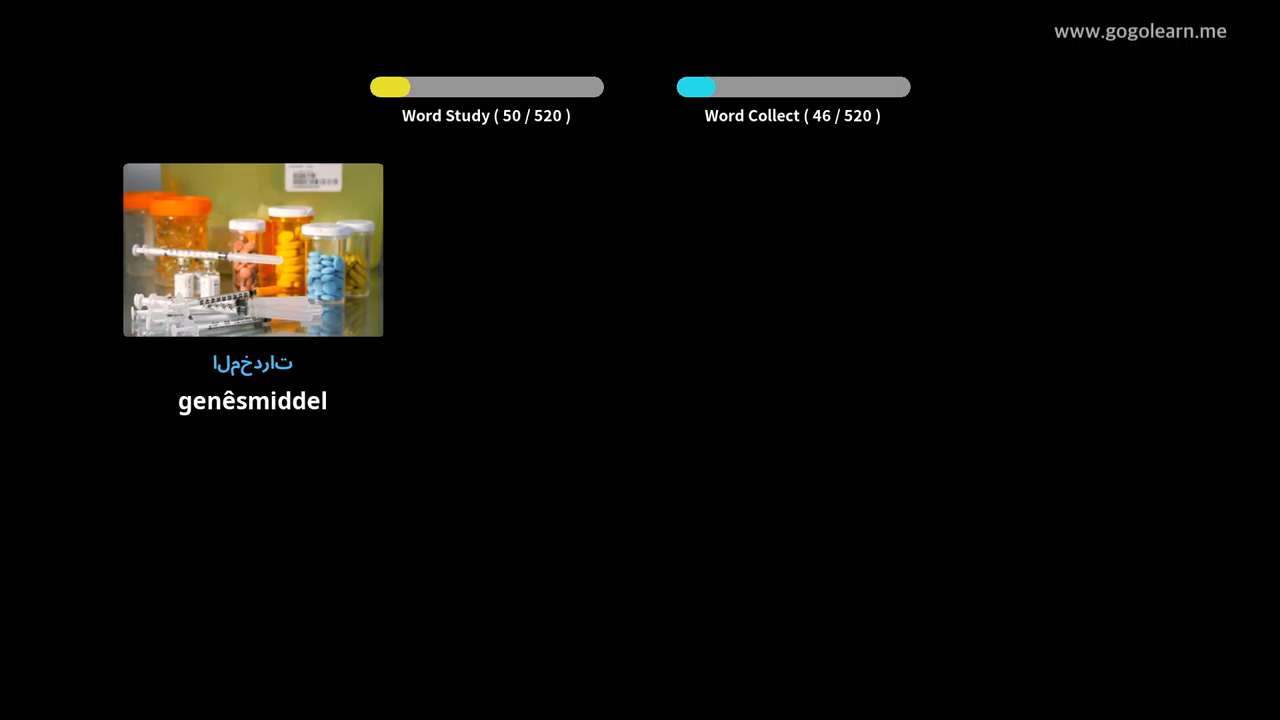 www.gogolearn.me
Word Study ( 50 / 520 )
Word Collect ( 46 / 520 )
المخدرات
genêsmiddel